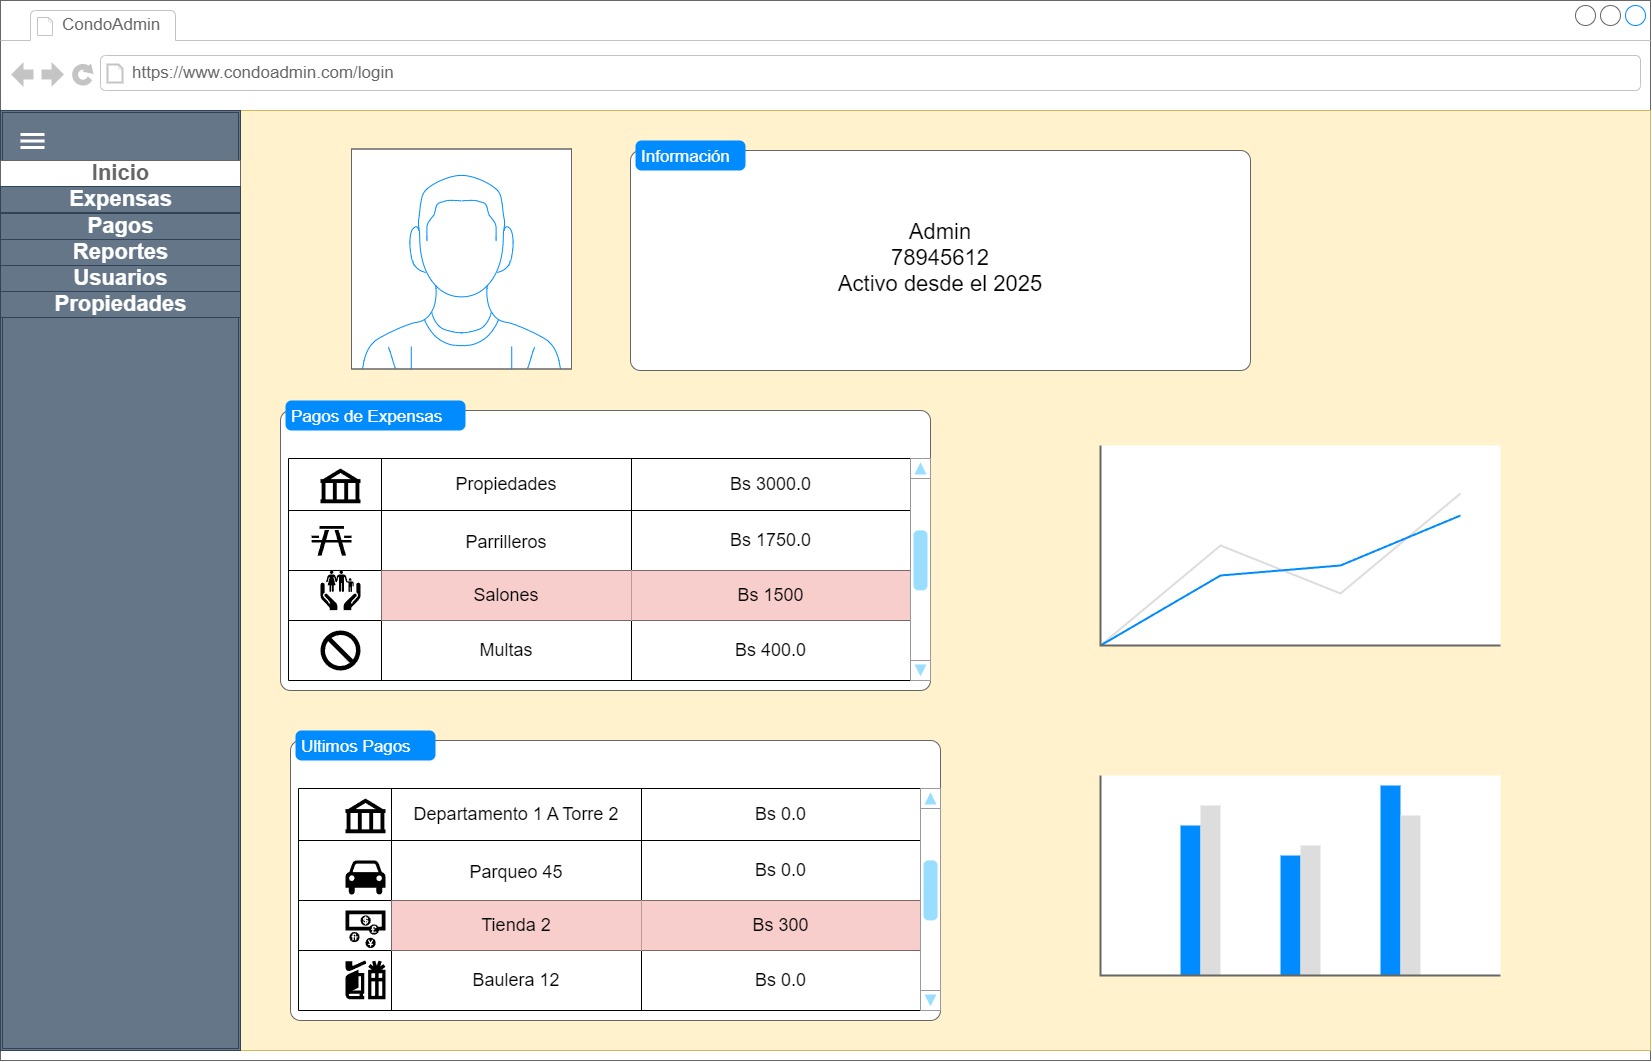 CondoAdmin
https://www.condoadmin.com/login
Inicio
Expensas
Pagos
Reportes
Usuarios
Propiedades
Información
Admin
78945612
Activo desde el 2025
Pagos de Expensas
Propiedades Bs 3000.0
Parrilleros Bs 1750.0
Salones Bs 1500
Multas Bs 400.0
Ultimos Pagos
Departamento 1 A Torre 2 Bs 0.0
Parqueo 45 Bs 0.0
Tienda 2 Bs 300
Baulera 12 Bs 0.0